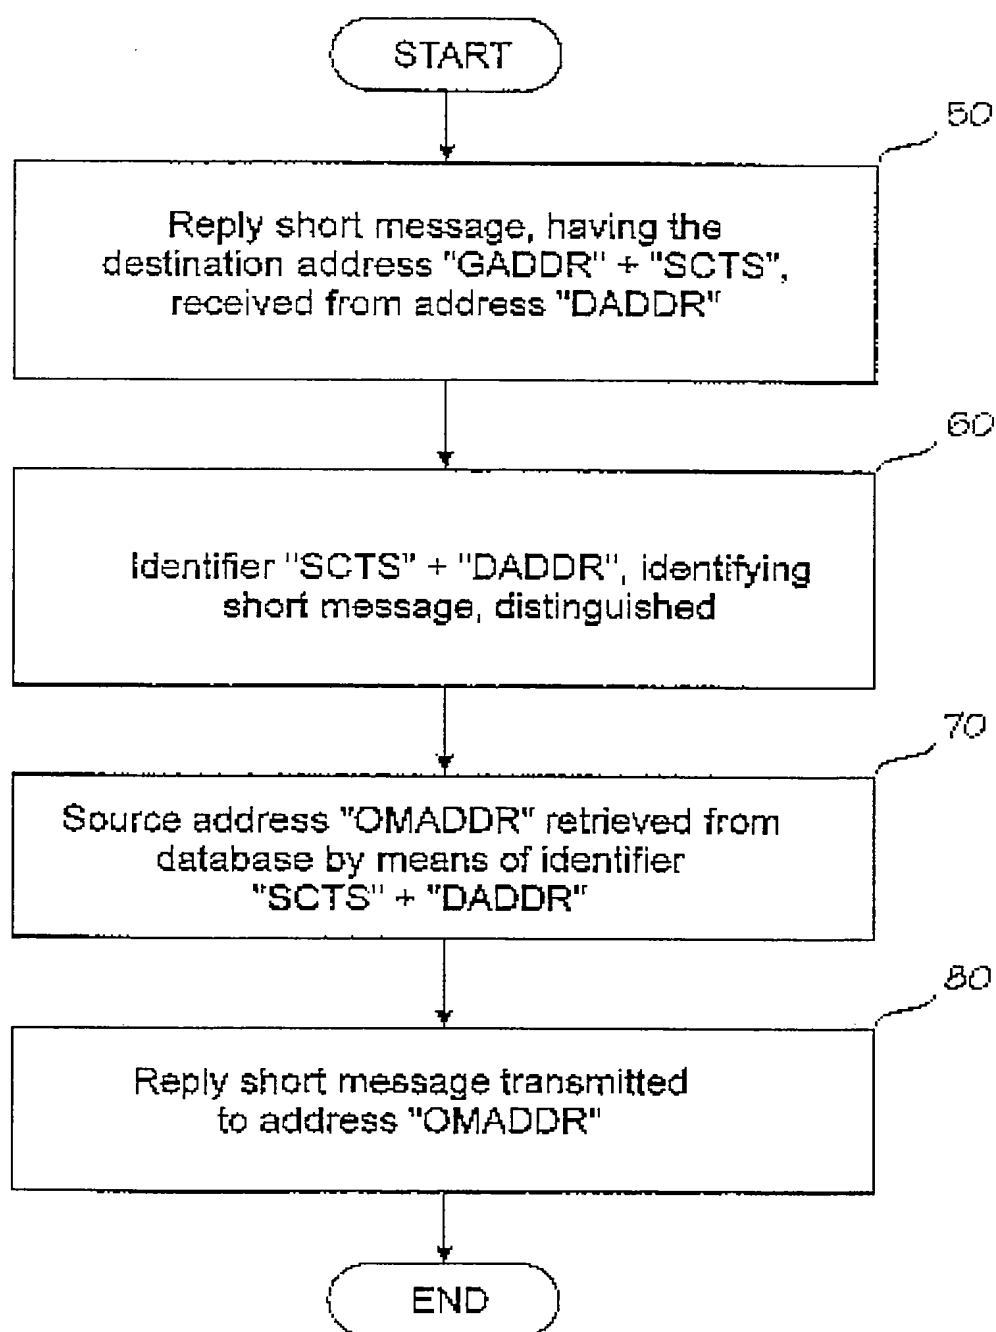 START
50
Reply short message, having the
destination address "GADDR" + "SCTS",
received from address "DADDR"
60
Identifier "SCTS" + "DADDR", identifying
short message, distinguished
70
Source address "OMADDR" retrieved from
database by means of identifier
"SCTS" + "DADDR"
80
Reply short message transmitted
to address "OMADDR"
END